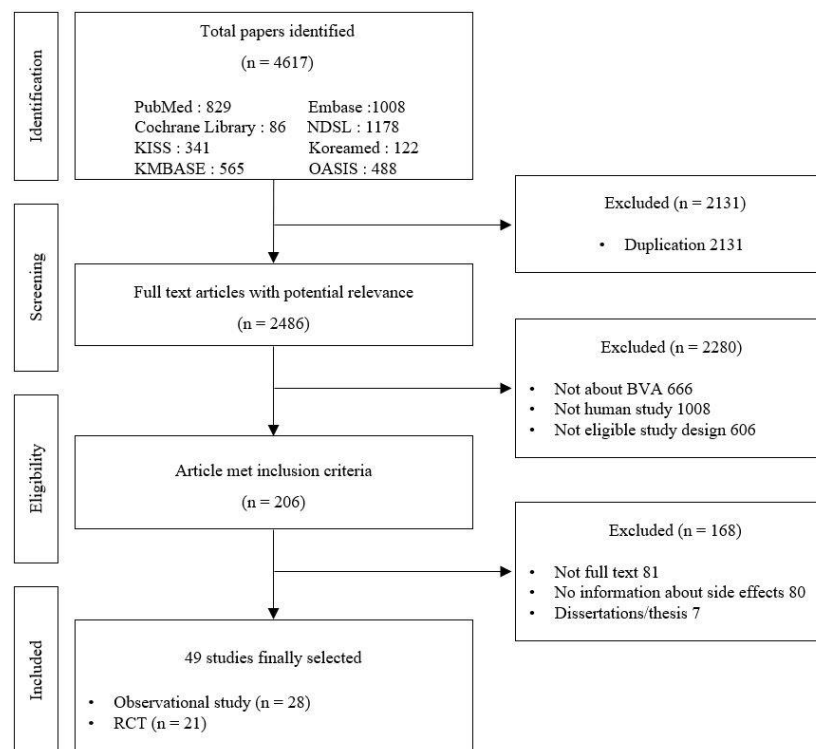 Identification
Total papers identified
(n = 4617)
PubMed : 829 Embase :1008
Cochrane Library : 86 NDSL : 1178
KISS : 341 Koreamed : 122
KMBASE : 565 OASIS : 488
Excluded (n = 2131)
• Duplication 2131
Screening
Full text articles with potential relevance
(n = 2486)
Excluded (n = 2280)
• Not about BVA 666
• Not human study 1008
• Not eligible study design 606
Eligibility
Article met inclusion criteria
(n = 206)
Excluded (n = 168)
• Not full text 81
• No information about side effects 80
• Dissertations/thesis 7
Included
49 studies finally selected
• Observational study (n = 28)
• RCT (n = 21)